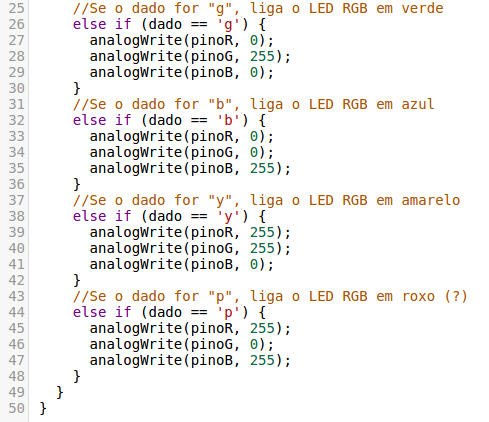 25 //Se o dado for "g", liga o LED RGB em verde
26 else if (dado == 'g') {
27 analogWrite(pinoR, 0);
28 analogWrite(pinoG, 255);
29 analogWrite(pinoB, 0);
30 }
31 //Se o dado for "b", liga o LED RGB em azul
32 else if (dado == 'b') {
33 analogWrite(pinoR, 0);
34 analogWrite(pinoG, 0);
35 analogWrite(pinoB, 255);
36 }
37 //Se o dado for "y", liga o LED RGB em amarelo
38 else if (dado == 'y') {
39 analogWrite(pinoR, 255);
40 analogWrite(pinoG, 255);
41 analogWrite(pinoB, 0);
42 }
43 //Se o dado for "p", liga o LED RGB em roxo (?)
44 else if (dado == 'p') {
45 analogWrite(pinoR, 255);
46 analogWrite(pinoG, 0);
47 analogWrite(pinoB, 255);
48 }
49 }
50 }